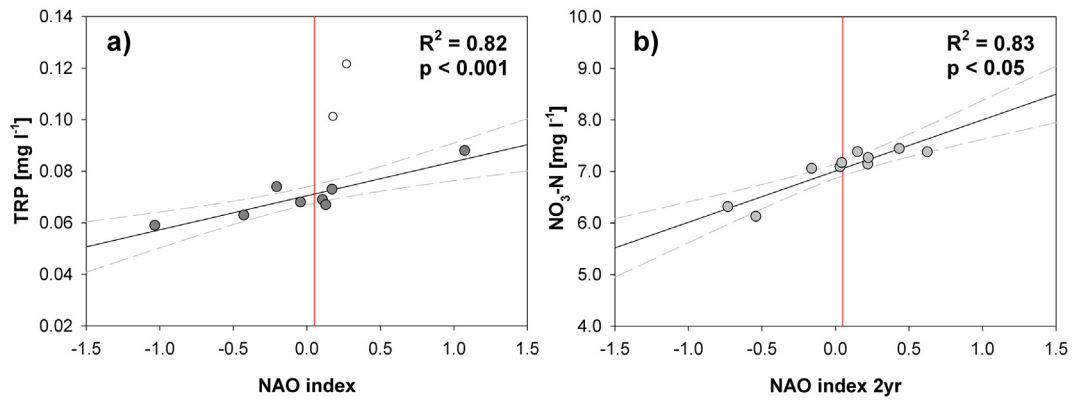 a)
R² = 0.82
p < 0.001
TRP [mg l⁻¹]
0.14
0.12
0.10
0.08
0.06
0.04
0.02
-1.5 -1.0 -0.5 0.0 0.5 1.0 1.5
NAO index
b)
R² = 0.83
p < 0.05
NO₃-N [mg l⁻¹]
10.0
9.0
8.0
7.0
6.0
5.0
4.0
-1.5 -1.0 -0.5 0.0 0.5 1.0 1.5
NAO index 2yr